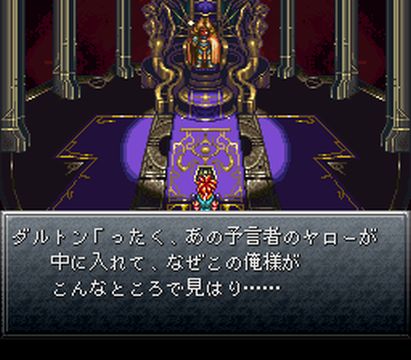 ダルトン「ったく、あの予言者のヤローが
中に入れて、なぜこの俺様が
こんなところで見はり……